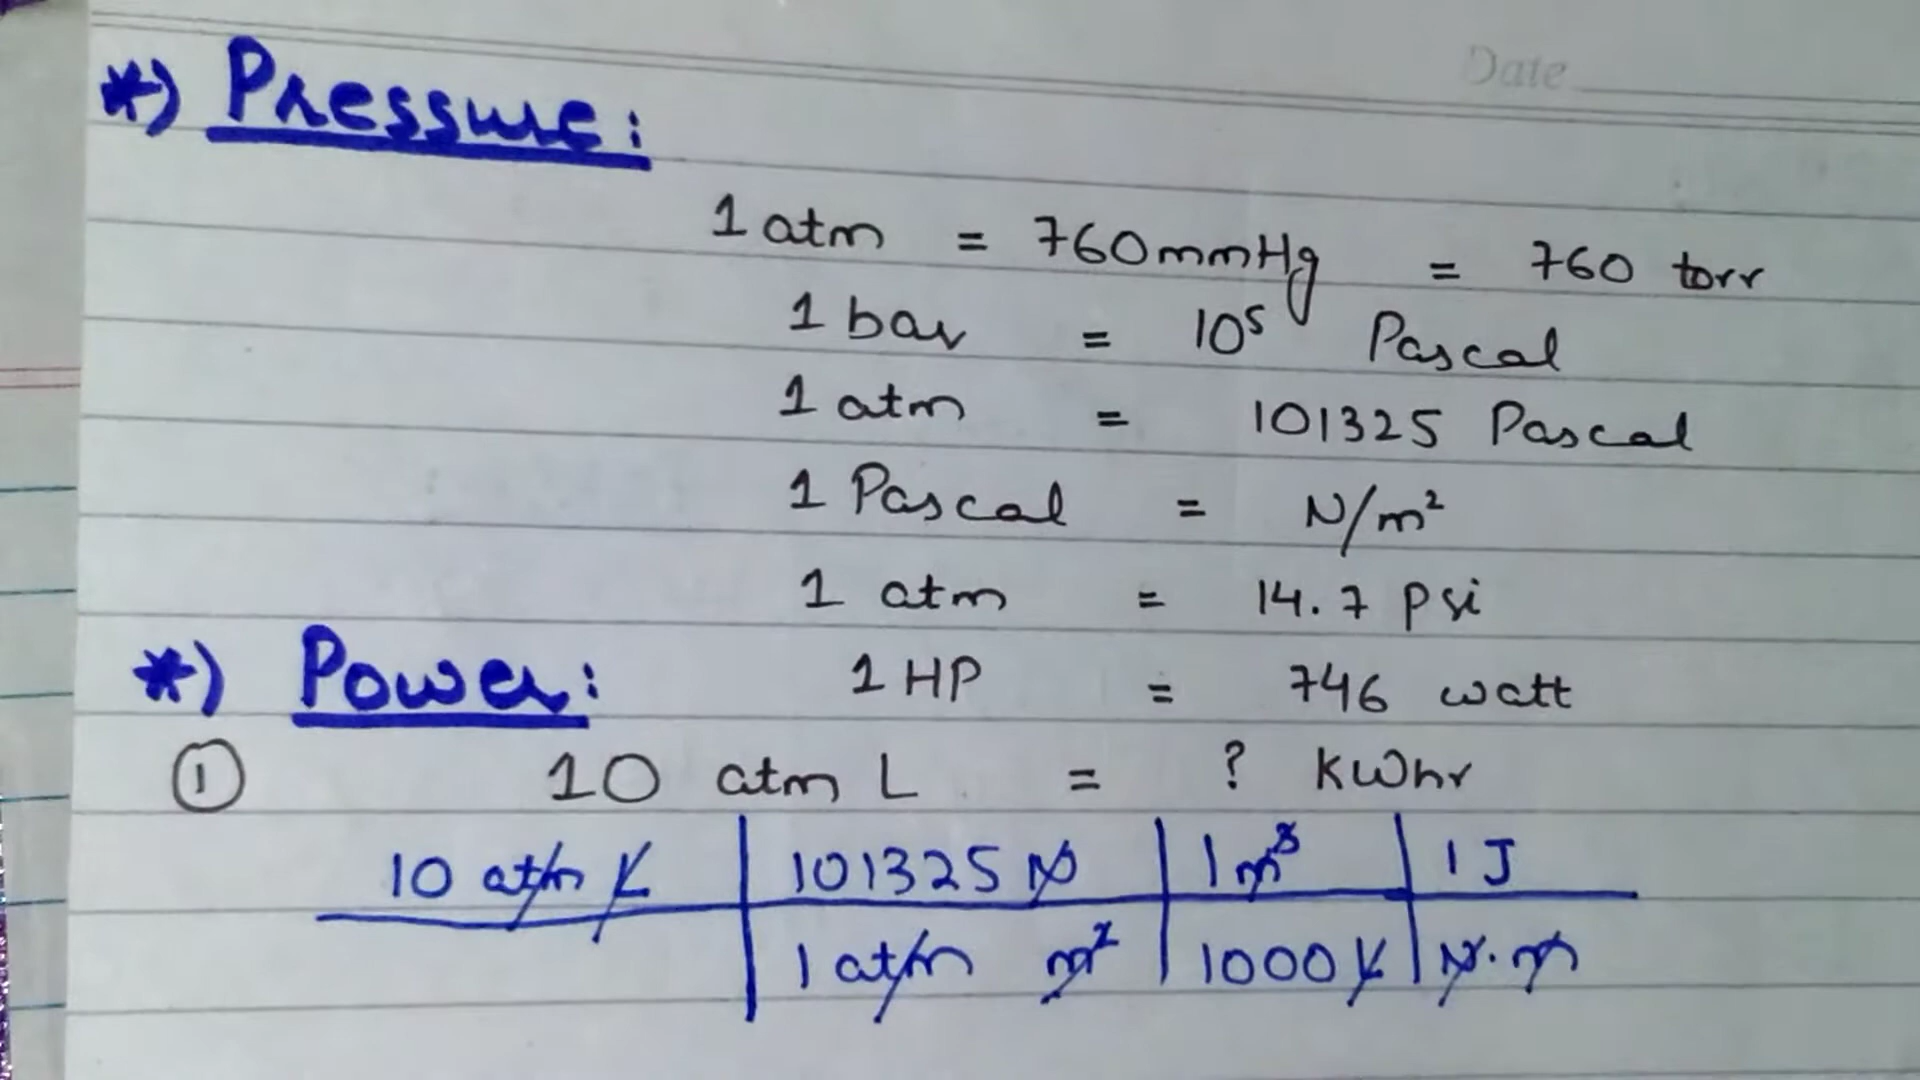 Date
*) Pressure:
1 atm = 760mmHg = 760 torr
1 bar = 10⁵ Pascal
1 atm = 101325 Pascal
1 Pascal = N/m²
1 atm = 14.7 psi
*) Power: 1 HP = 746 watt
① 10 atm L = ? KWhr
10 atm L | 101325 N | 1 m³ | 1 J
1 atm m² | 1000 L | N.m